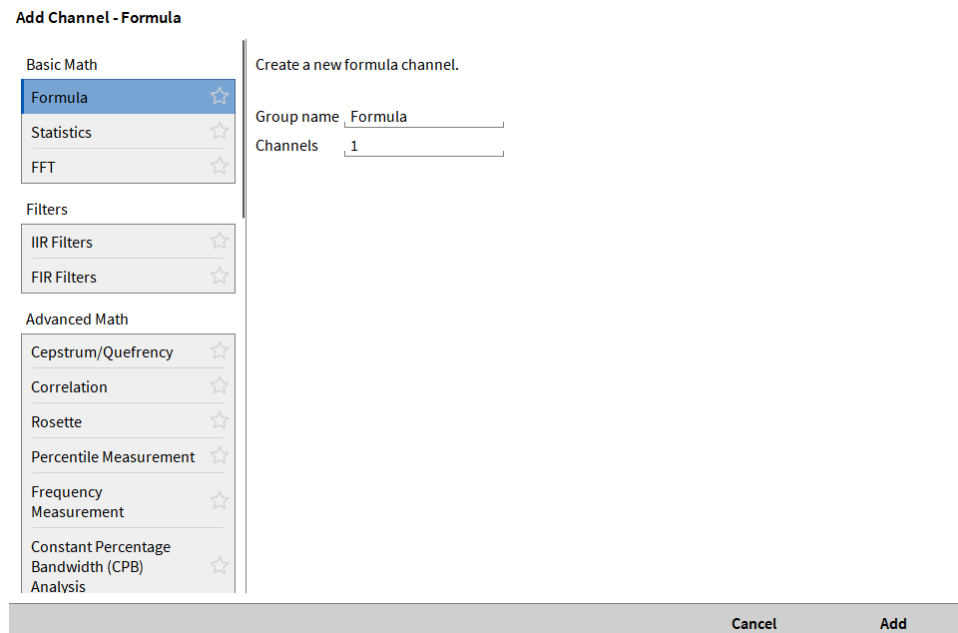 Add Channel - Formula
Basic Math
Formula
Statistics
FFT
Filters
IIR Filters
FIR Filters
Advanced Math
Cepstrum/Quefrency
Correlation
Rosette
Percentile Measurement
Frequency
Measurement
Constant Percentage
Bandwidth (CPB)
Analysis
Create a new formula channel.
Group name Formula
Channels 1
Cancel Add